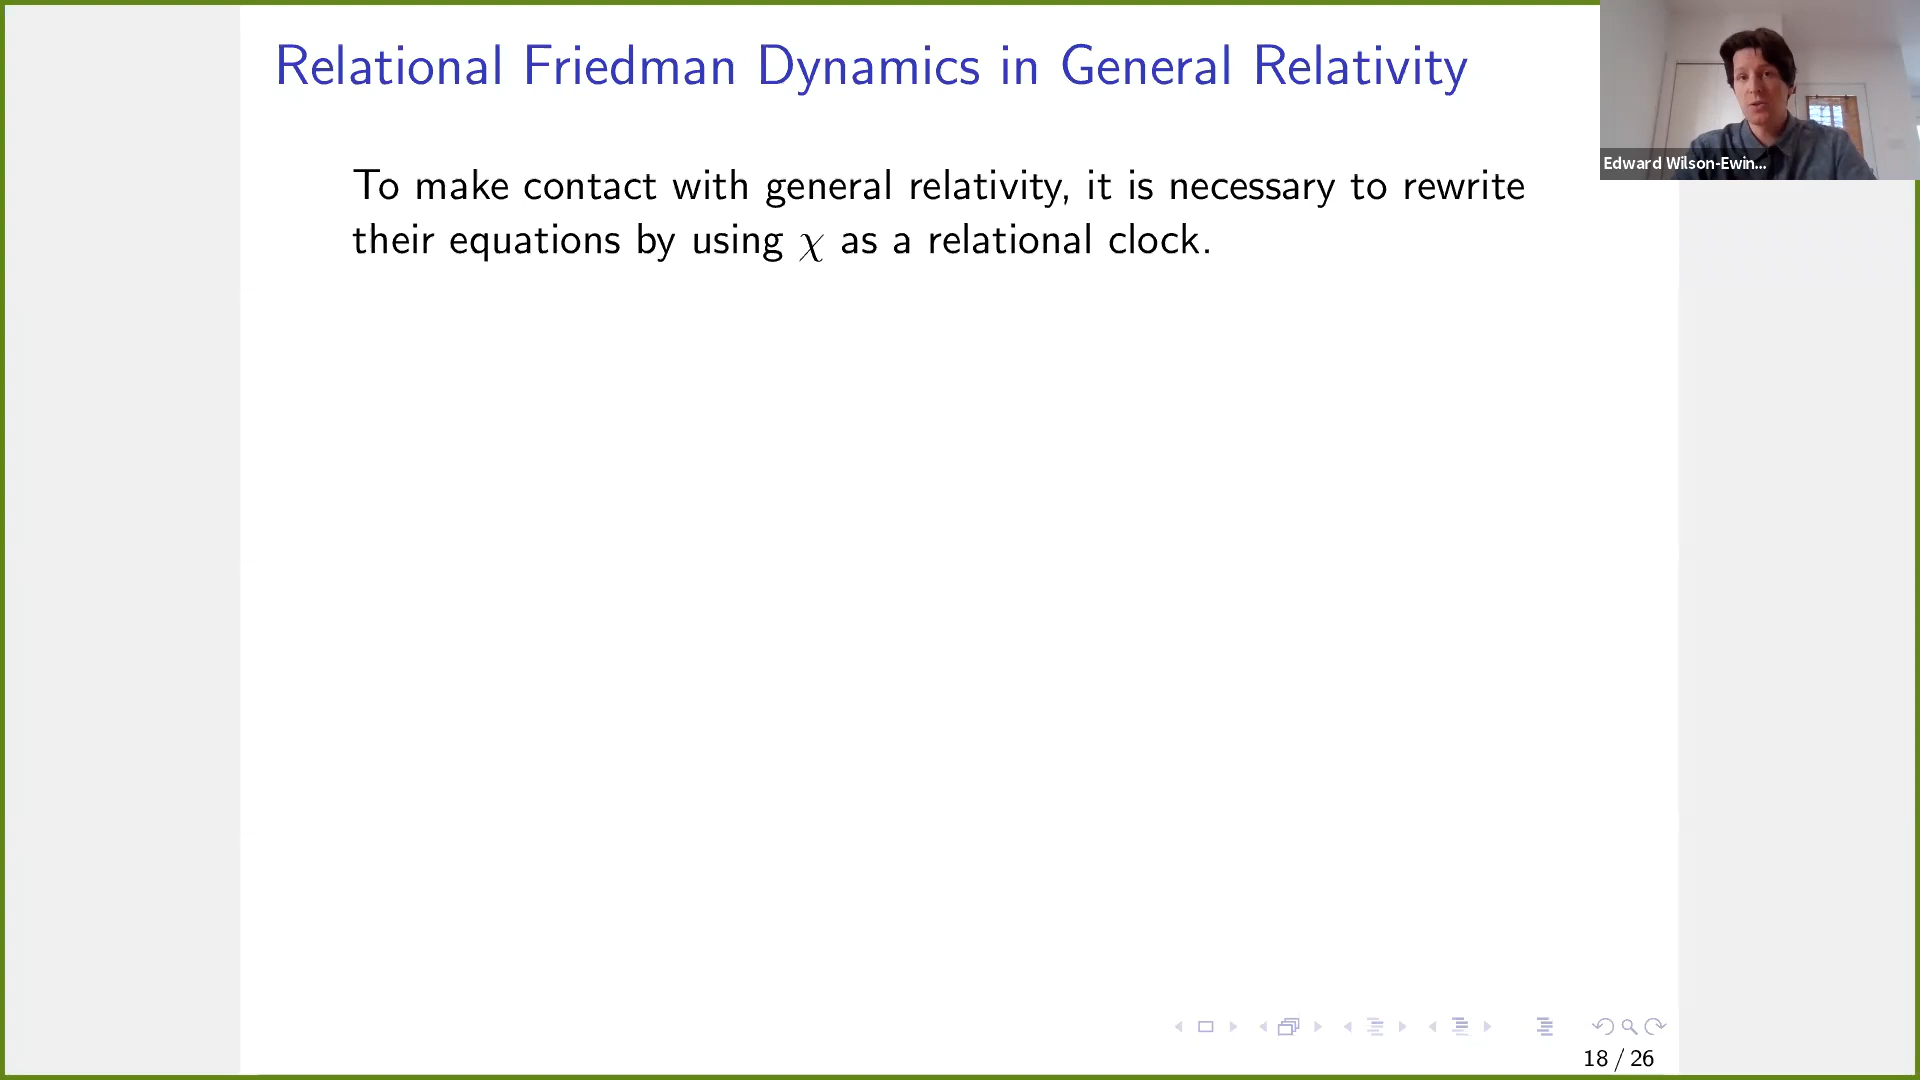 Relational Friedman Dynamics in General Relativity
Edward Wilson-Ewin...
To make contact with general relativity, it is necessary to rewrite
their equations by using χ as a relational clock.
18 / 26